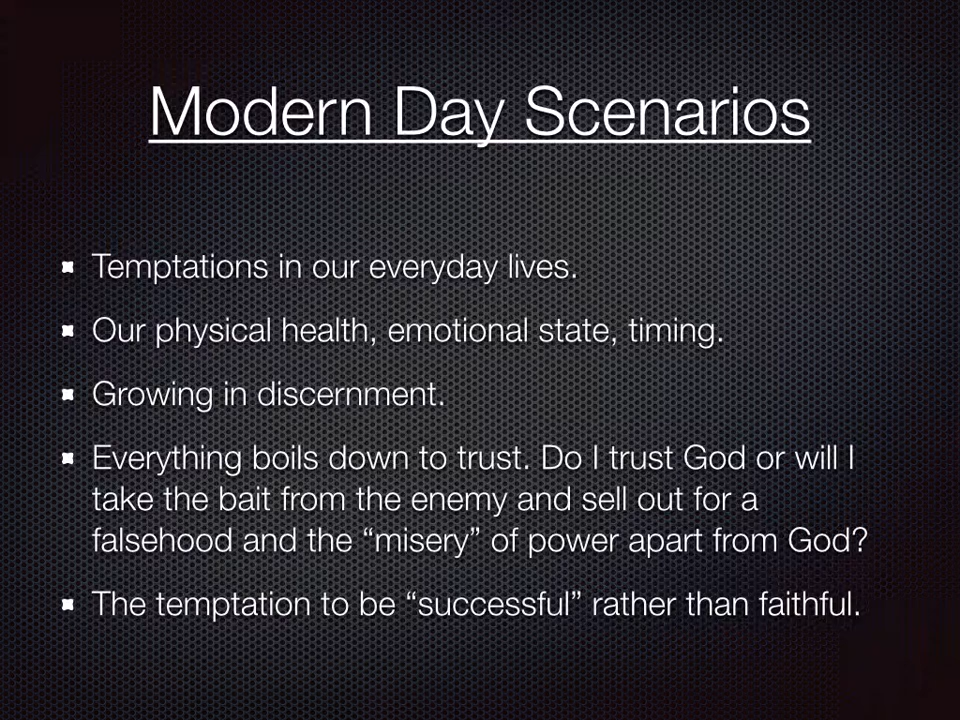 Modern Day Scenarios
Temptations in our everyday lives.
Our physical health, emotional state, timing.
Growing in discernment.
Everything boils down to trust. Do I trust God or will I
take the bait from the enemy and sell out for a
falsehood and the “misery” of power apart from God?
The temptation to be “successful” rather than faithful.